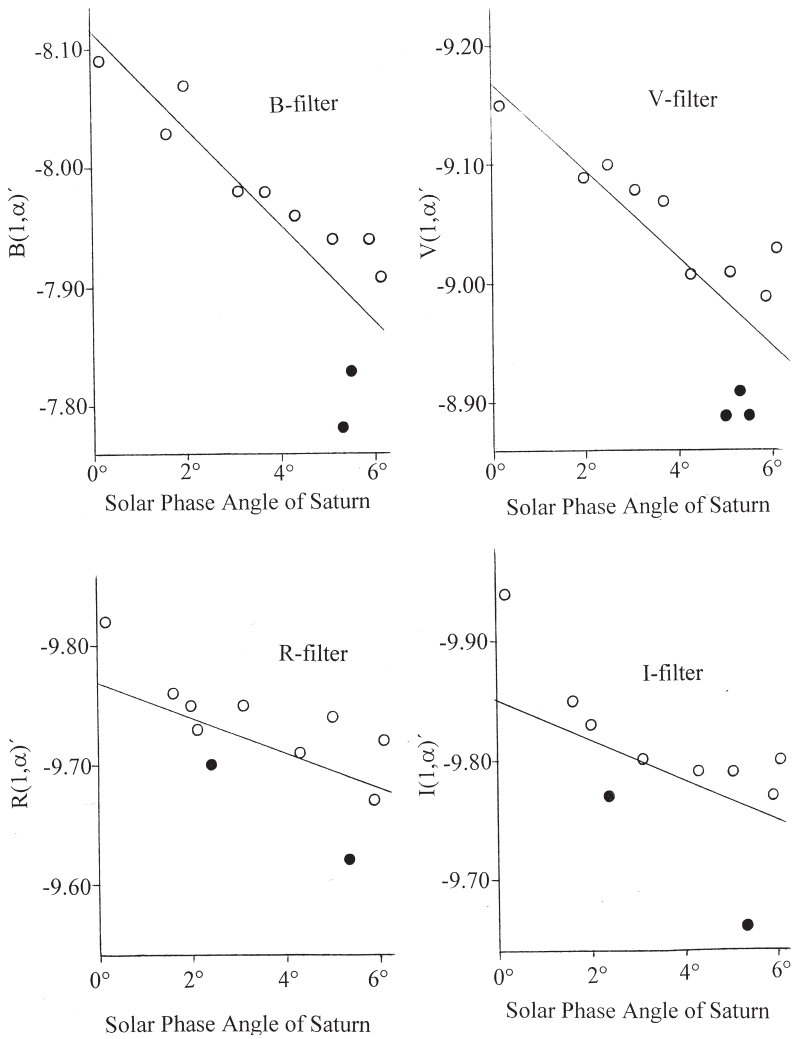 B-filter
-8.10
-8.00
-7.90
-7.80
B(1,α)´
0° 2° 4° 6°
Solar Phase Angle of Saturn
V-filter
-9.20
-9.10
-9.00
-8.90
V(1,α)´
0° 2° 4° 6°
Solar Phase Angle of Saturn
R-filter
-9.80
-9.70
-9.60
R(1,α)´
0° 2° 4° 6°
Solar Phase Angle of Saturn
I-filter
-9.90
-9.80
-9.70
I(1,α)´
0° 2° 4° 6°
Solar Phase Angle of Saturn